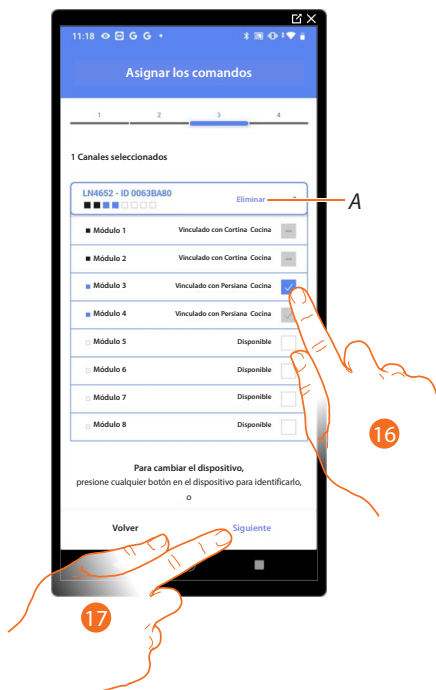 11:18 G G
Asignar los comandos
1 2 3 4
1 Canales seleccionados
LN4652 - ID 0063BA80
Eliminar
A
Módulo 1 Vinculado con Cortina Cocina
Módulo 2 Vinculado con Cortina Cocina
Módulo 3 Vinculado con Persiana Cocina
Módulo 4 Vinculado con Persiana Cocina
Módulo 5 Disponible
Módulo 6 Disponible
Módulo 7 Disponible
Módulo 8 Disponible
16
Para cambiar el dispositivo,
presione cualquier botón en el dispositivo para identificarlo,
o
Volver Siguiente
17